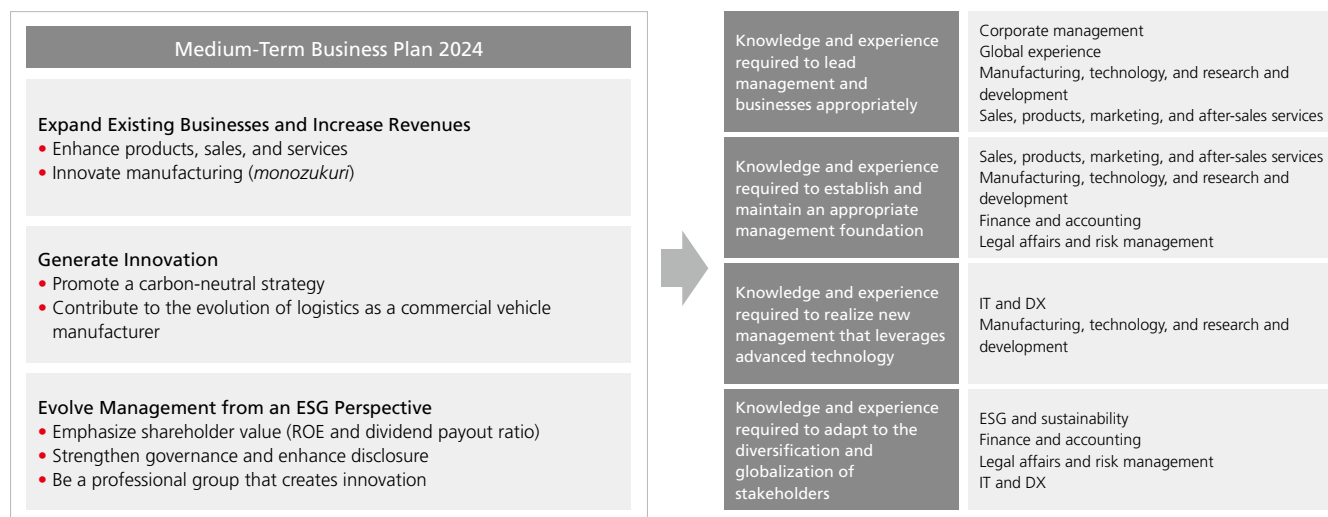 Medium-Term Business Plan 2024
Expand Existing Businesses and Increase Revenues
• Enhance products, sales, and services
• Innovate manufacturing (monozukuri)
Generate Innovation
• Promote a carbon-neutral strategy
• Contribute to the evolution of logistics as a commercial vehicle
manufacturer
Evolve Management from an ESG Perspective
• Emphasize shareholder value (ROE and dividend payout ratio)
• Strengthen governance and enhance disclosure
• Be a professional group that creates innovation
Knowledge and experience
required to lead
management and
businesses appropriately
Corporate management
Global experience
Manufacturing, technology, and research and
development
Sales, products, marketing, and after-sales services
Knowledge and experience
required to establish and
maintain an appropriate
management foundation
Sales, products, marketing, and after-sales services
Manufacturing, technology, and research and
development
Finance and accounting
Legal affairs and risk management
Knowledge and experience
required to realize new
management that leverages
advanced technology
IT and DX
Manufacturing, technology, and research and
development
Knowledge and experience
required to adapt to the
diversification and
globalization of
stakeholders
ESG and sustainability
Finance and accounting
Legal affairs and risk management
IT and DX